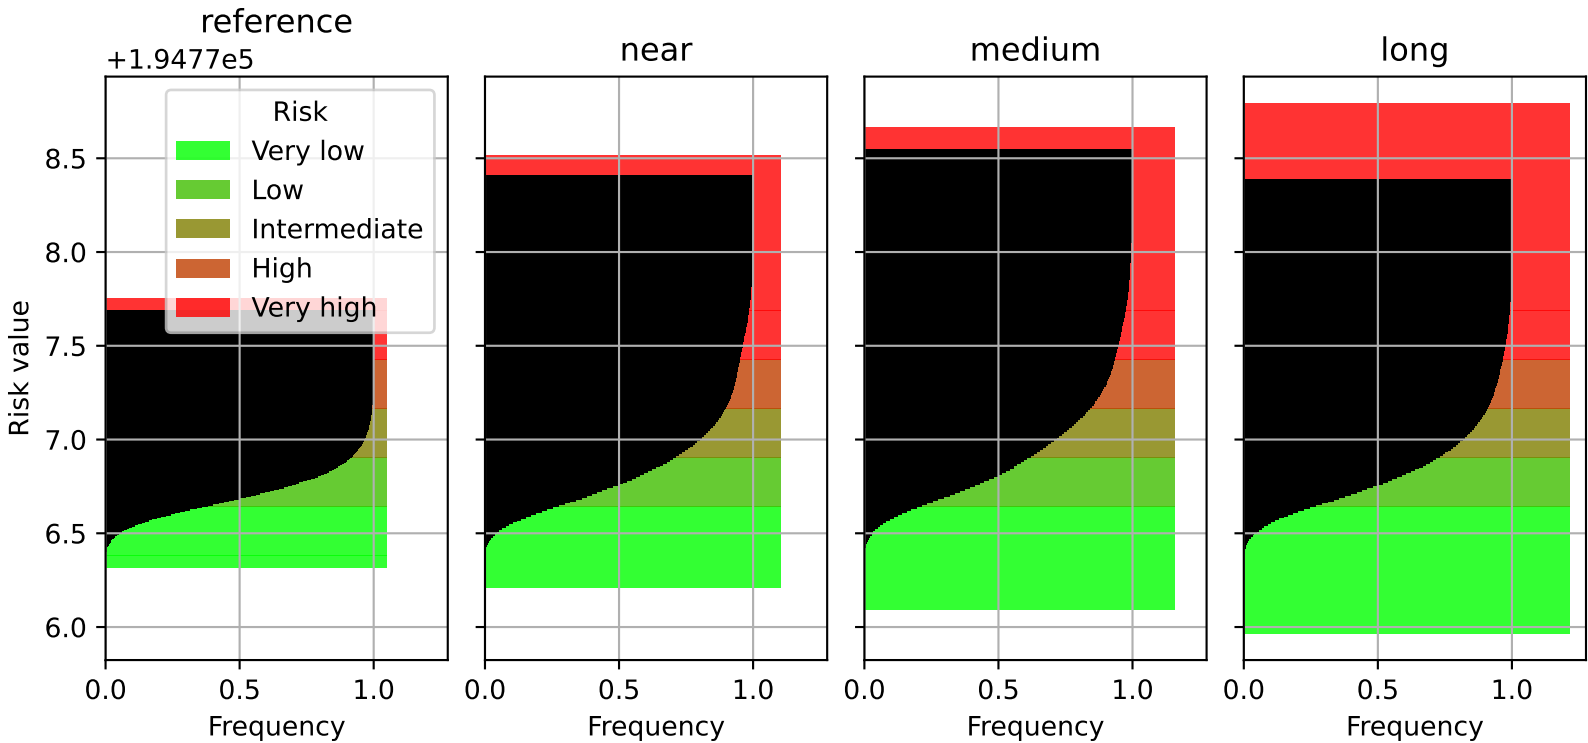 reference
near
medium
long
+1.9477e5
Risk
Very low
Low
Intermediate
High
Very high
Risk value
8.5
8.0
7.5
7.0
6.5
6.0
0.0 0.5 1.0
0.0 0.5 1.0
0.0 0.5 1.0
0.0 0.5 1.0
Frequency
Frequency
Frequency
Frequency